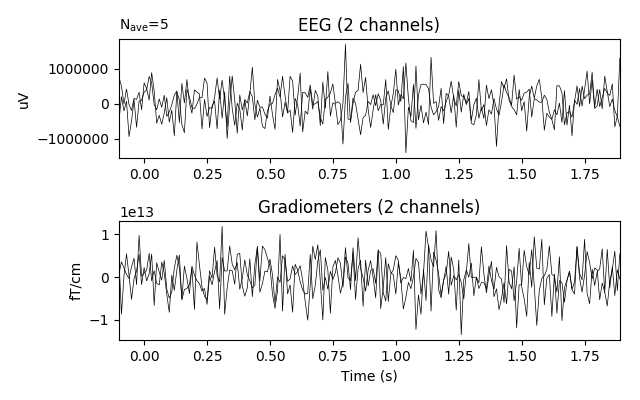 Nave=5
EEG (2 channels)
1000000
0
−1000000
uV
0.00 0.25 0.50 0.75 1.00 1.25 1.50 1.75
Gradiometers (2 channels)
1e13
1
0
−1
fT/cm
0.00 0.25 0.50 0.75 1.00 1.25 1.50 1.75
Time (s)